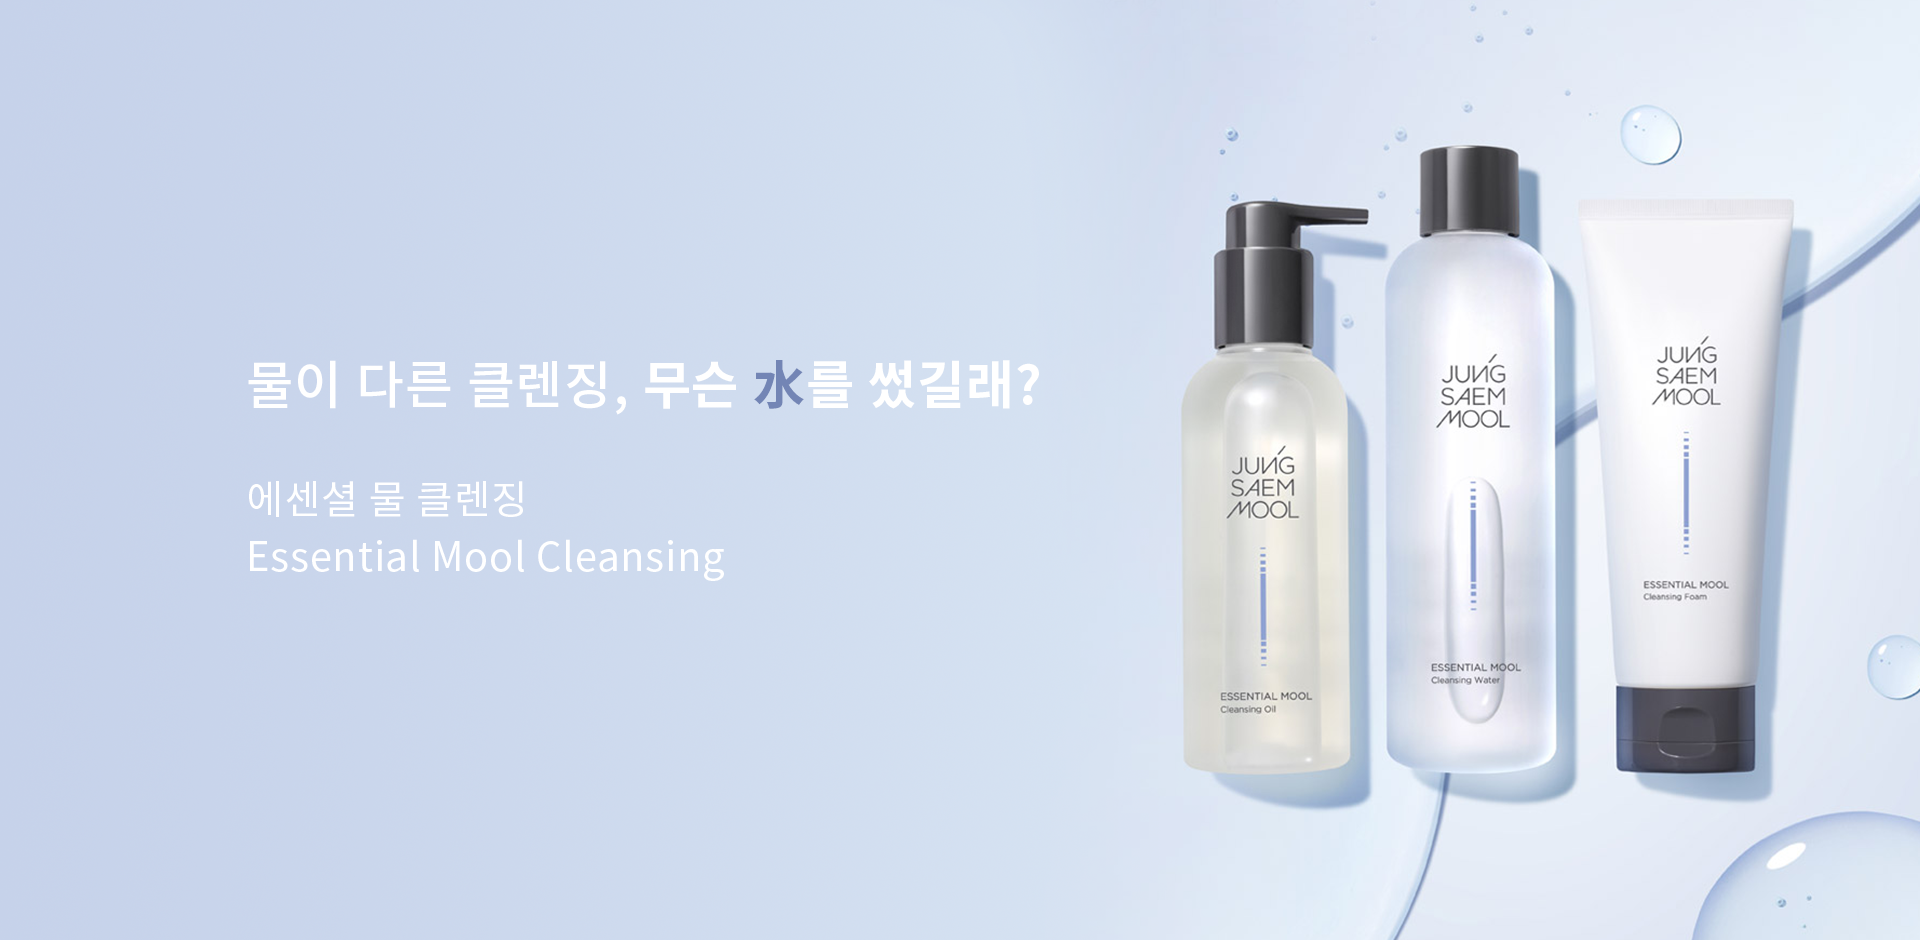 물이 다른 클렌징, 무슨 水를 썼길래?
에센셜 물 클렌징
Essential Mool Cleansing
JUNG
SAEM
MOOL
ESSENTIAL MOOL
Cleansing Oil
JUNG
SAEM
MOOL
ESSENTIAL MOOL
Cleansing Water
JUNG
SAEM
MOOL
ESSENTIAL MOOL
Cleansing Foam